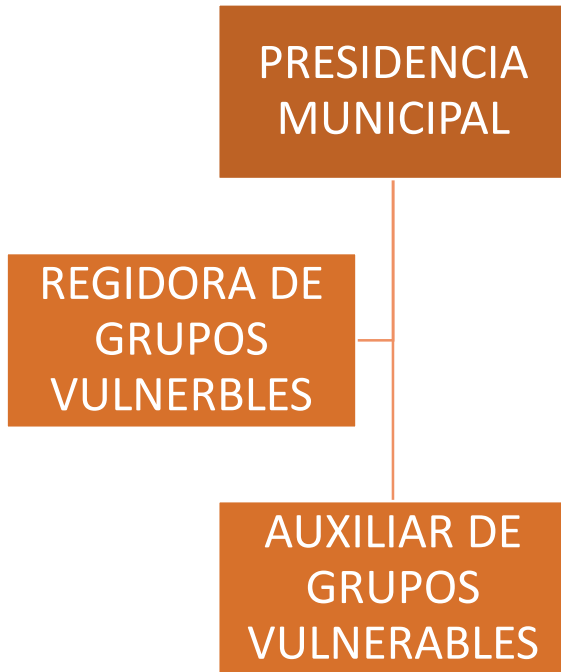 PRESIDENCIA
MUNICIPAL
REGIDORA DE
GRUPOS
VULNERBLES
AUXILIAR DE
GRUPOS
VULNERABLES